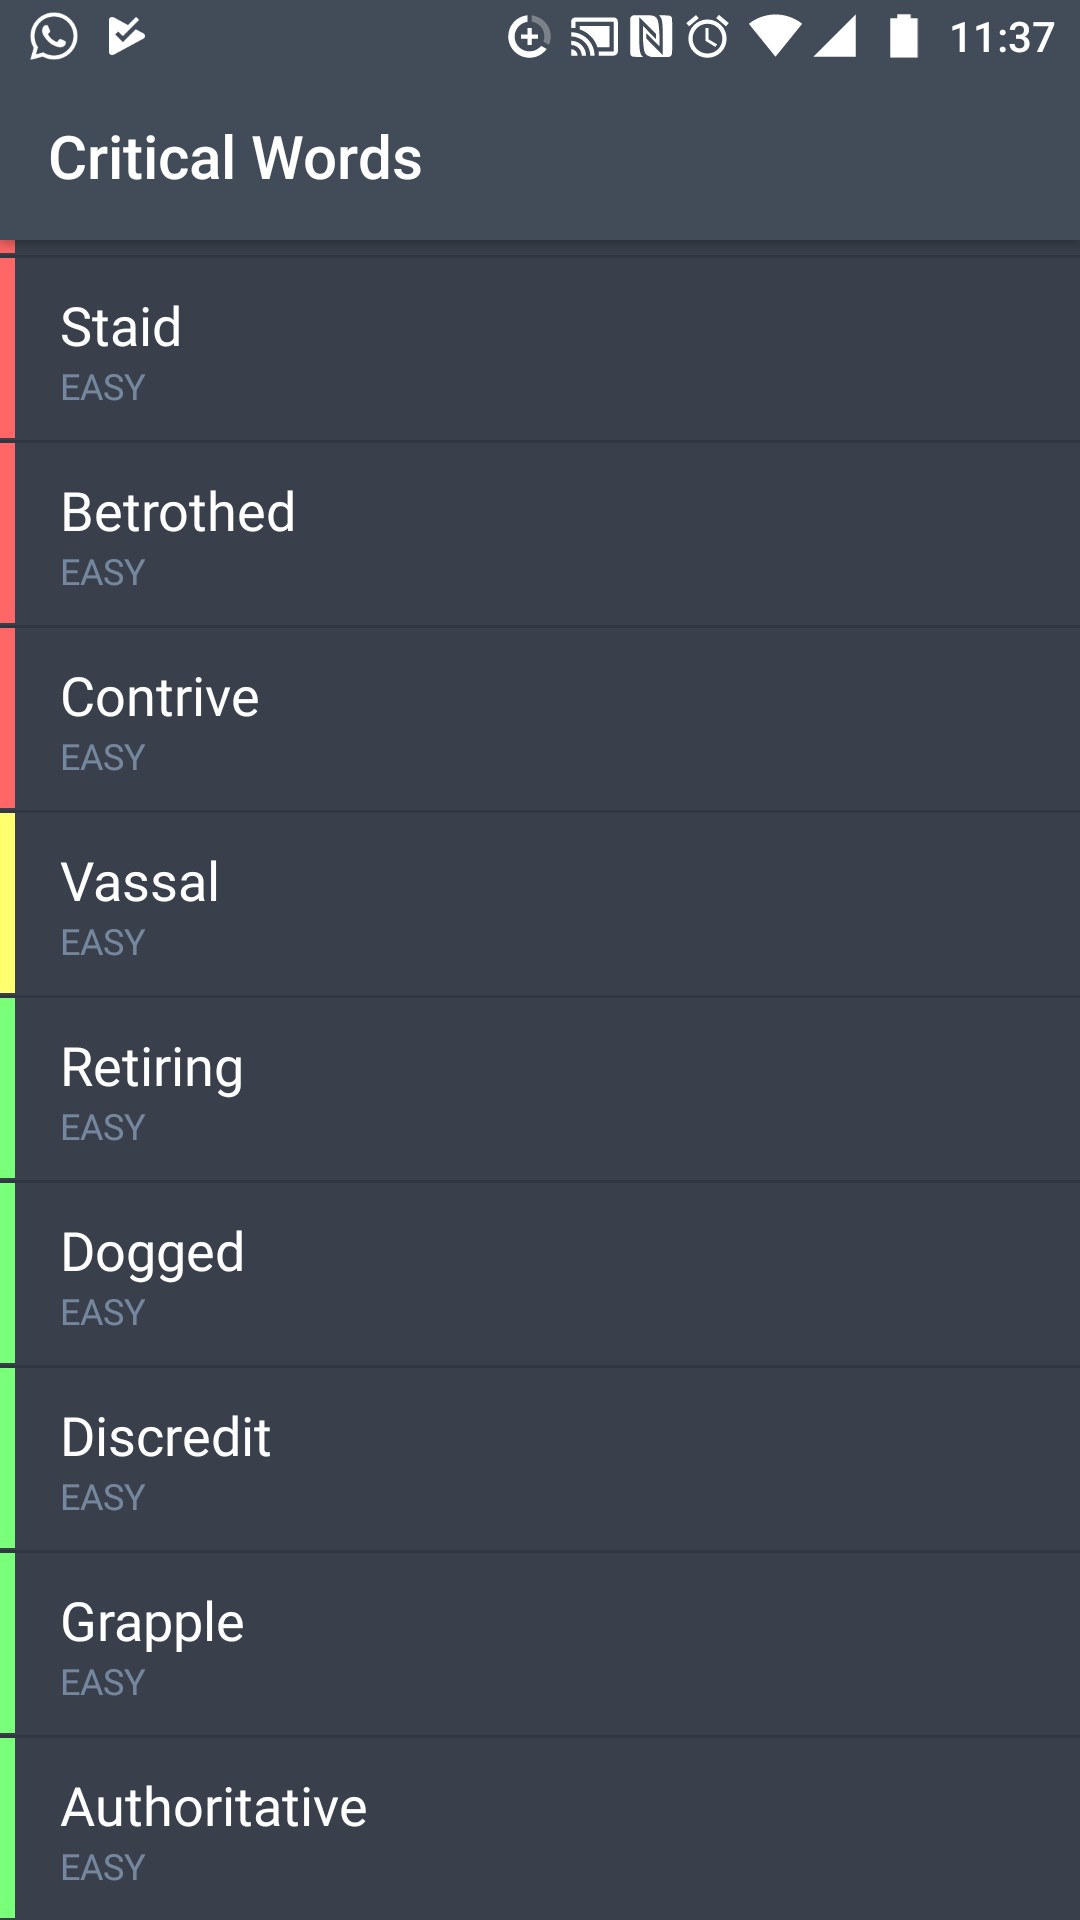 11:37
Critical Words
Staid
EASY
Betrothed
EASY
Contrive
EASY
Vassal
EASY
Retiring
EASY
Dogged
EASY
Discredit
EASY
Grapple
EASY
Authoritative
EASY